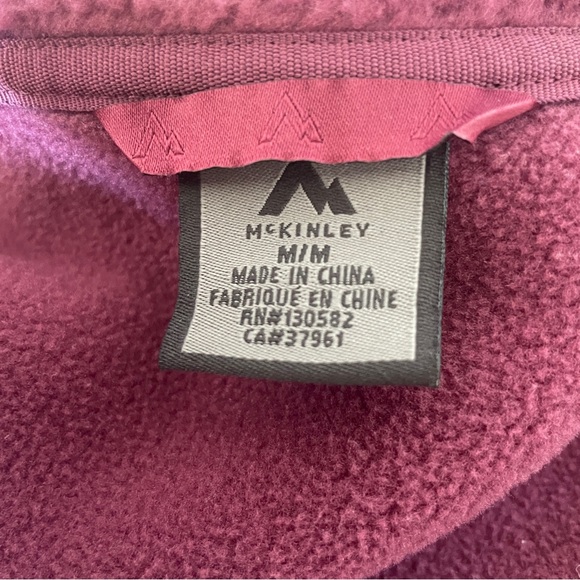 McKINLEY
M/M
MADE IN CHINA
FABRIQUÉ EN CHINE
RN#130582
CA#37961